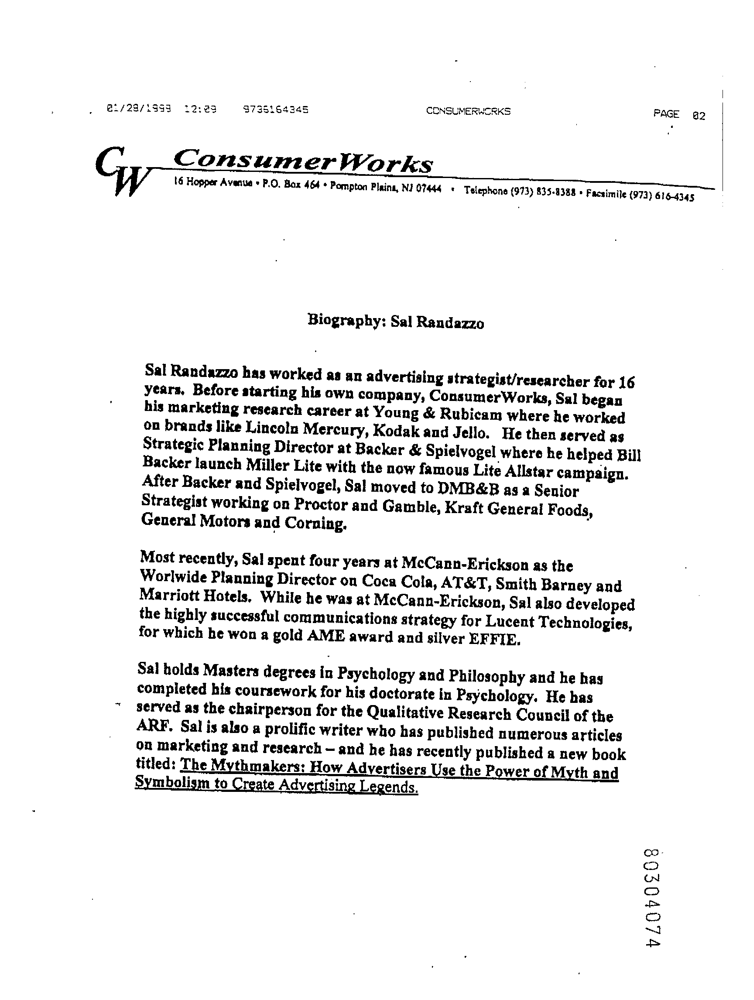 01/29/1999 12:09 9736164345 CONSUMERWORKS PAGE 02
CW ConsumerWorks
16 Hopper Avenue • P.O. Box 464 • Pompton Plains, NJ 07444 • Telephone (973) 835-8388 • Facsimile (973) 616-4345
Biography: Sal Randazzo
Sal Randazzo has worked as an advertising strategist/researcher for 16
years. Before starting his own company, ConsumerWorks, Sal began
his marketing research career at Young & Rubicam where he worked
on brands like Lincoln Mercury, Kodak and Jello. He then served as
Strategic Planning Director at Backer & Spielvogel where he helped Bill
Backer launch Miller Lite with the now famous Lite Allstar campaign.
After Backer and Spielvogel, Sal moved to DMB&B as a Senior
Strategist working on Proctor and Gamble, Kraft General Foods,
General Motors and Corning.
Most recently, Sal spent four years at McCann-Erickson as the
Worlwide Planning Director on Coca Cola, AT&T, Smith Barney and
Marriott Hotels. While he was at McCann-Erickson, Sal also developed
the highly successful communications strategy for Lucent Technologies,
for which he won a gold AME award and silver EFFIE.
Sal holds Masters degrees in Psychology and Philosophy and he has
completed his coursework for his doctorate in Psychology. He has
served as the chairperson for the Qualitative Research Council of the
ARF. Sal is also a prolific writer who has published numerous articles
on marketing and research – and he has recently published a new book
titled: The Mythmakers: How Advertisers Use the Power of Myth and
Symbolism to Create Advertising Legends.
80304074